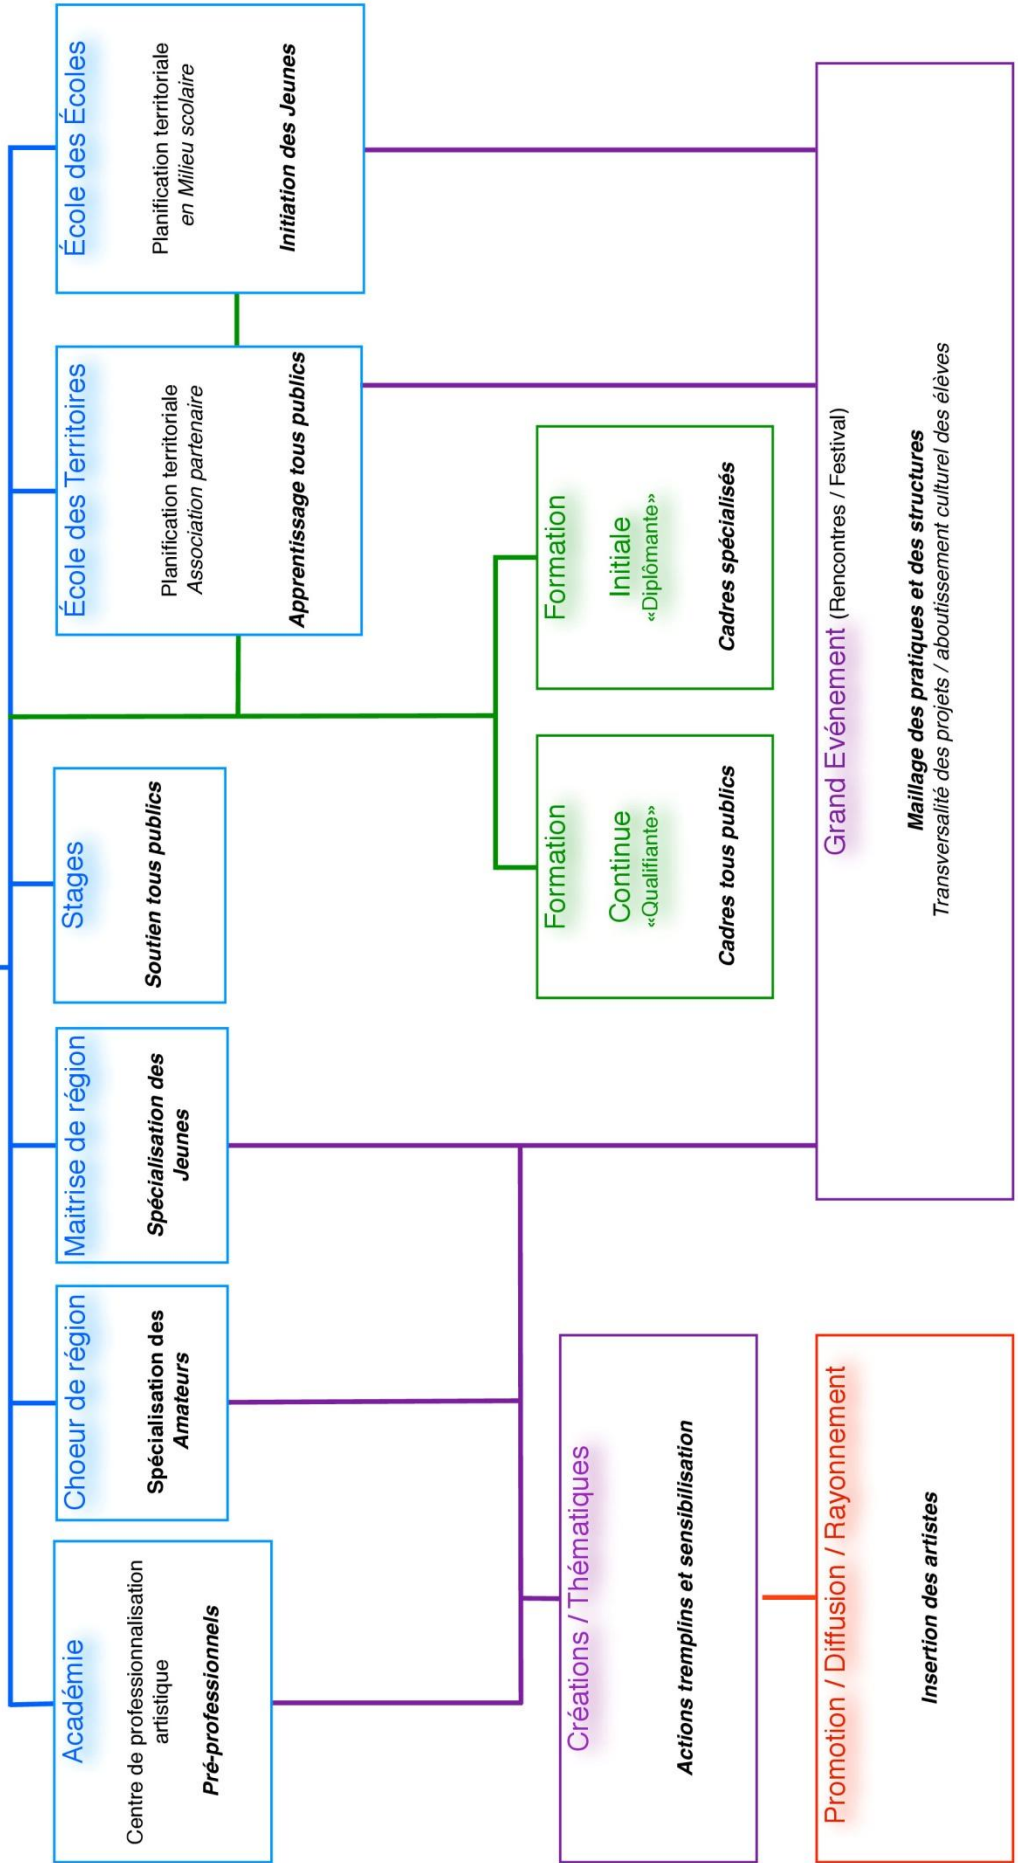 Académie
Centre de professionnalisation
artistique
Pré-professionnels
Choeur de région
Spécialisation des
Amateurs
Maitrise de région
Spécialisation des
Jeunes
Stages
Soutien tous publics
École des Territoires
Planification territoriale
Association partenaire
Apprentissage tous publics
École des Écoles
Planification territoriale
en Milieu scolaire
Initiation des Jeunes
Formation
Continue
«Qualifiante»
Cadres tous publics
Formation
Initiale
«Diplômante»
Cadres spécialisés
Créations / Thématiques
Actions tremplins et sensibilisation
Promotion / Diffusion / Rayonnement
Insertion des artistes
Grand Evénement (Rencontres / Festival)
Maillage des pratiques et des structures
Transversalité des projets / aboutissement culturel des élèves